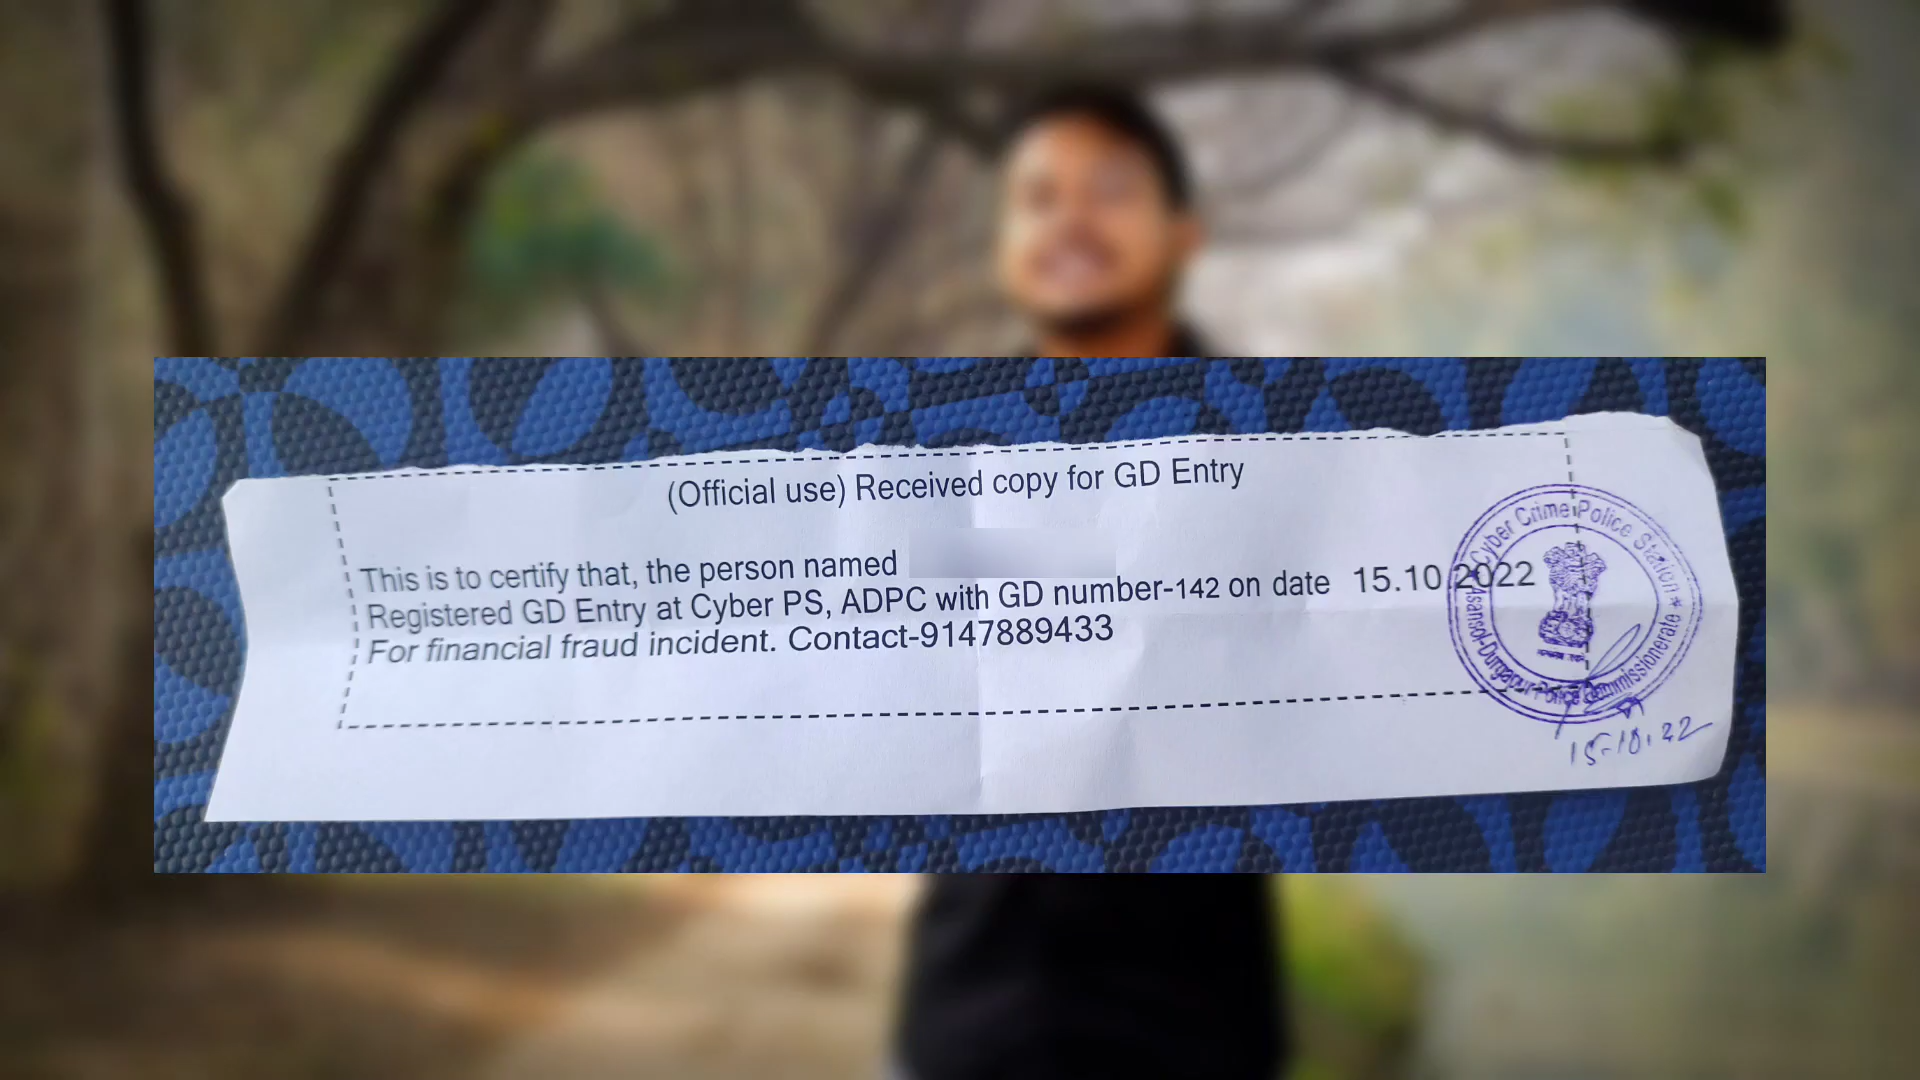 (Official use) Received copy for GD Entry
This is to certify that, the person named
Registered GD Entry at Cyber PS, ADPC with GD number-142 on date 15.10.2022
For financial fraud incident. Contact-9147889433
Cyber Crime Police Station
Asansol-Durgapur Police Commissionerate
15-10.22